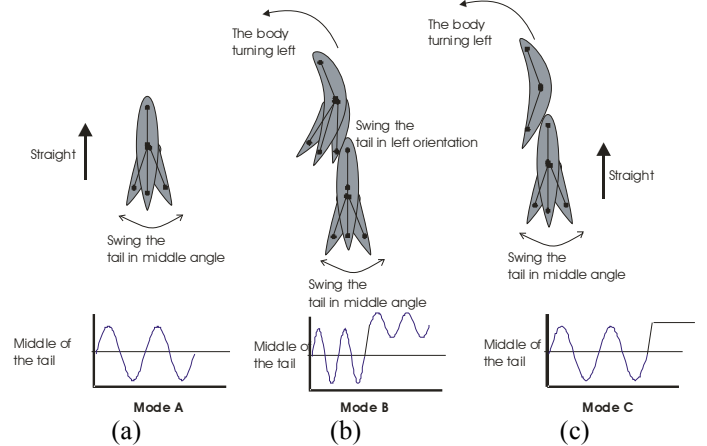 Straight
Swing the
tail in middle angle
Middle of
the tail
Mode A
(a)
The body
turning left
Swing the
tail in left orientation
Swing the
tail in middle angle
Middle of
the tail
Mode B
(b)
The body
turning left
Straight
Swing the
tail in middle angle
Middle of
the tail
Mode C
(c)